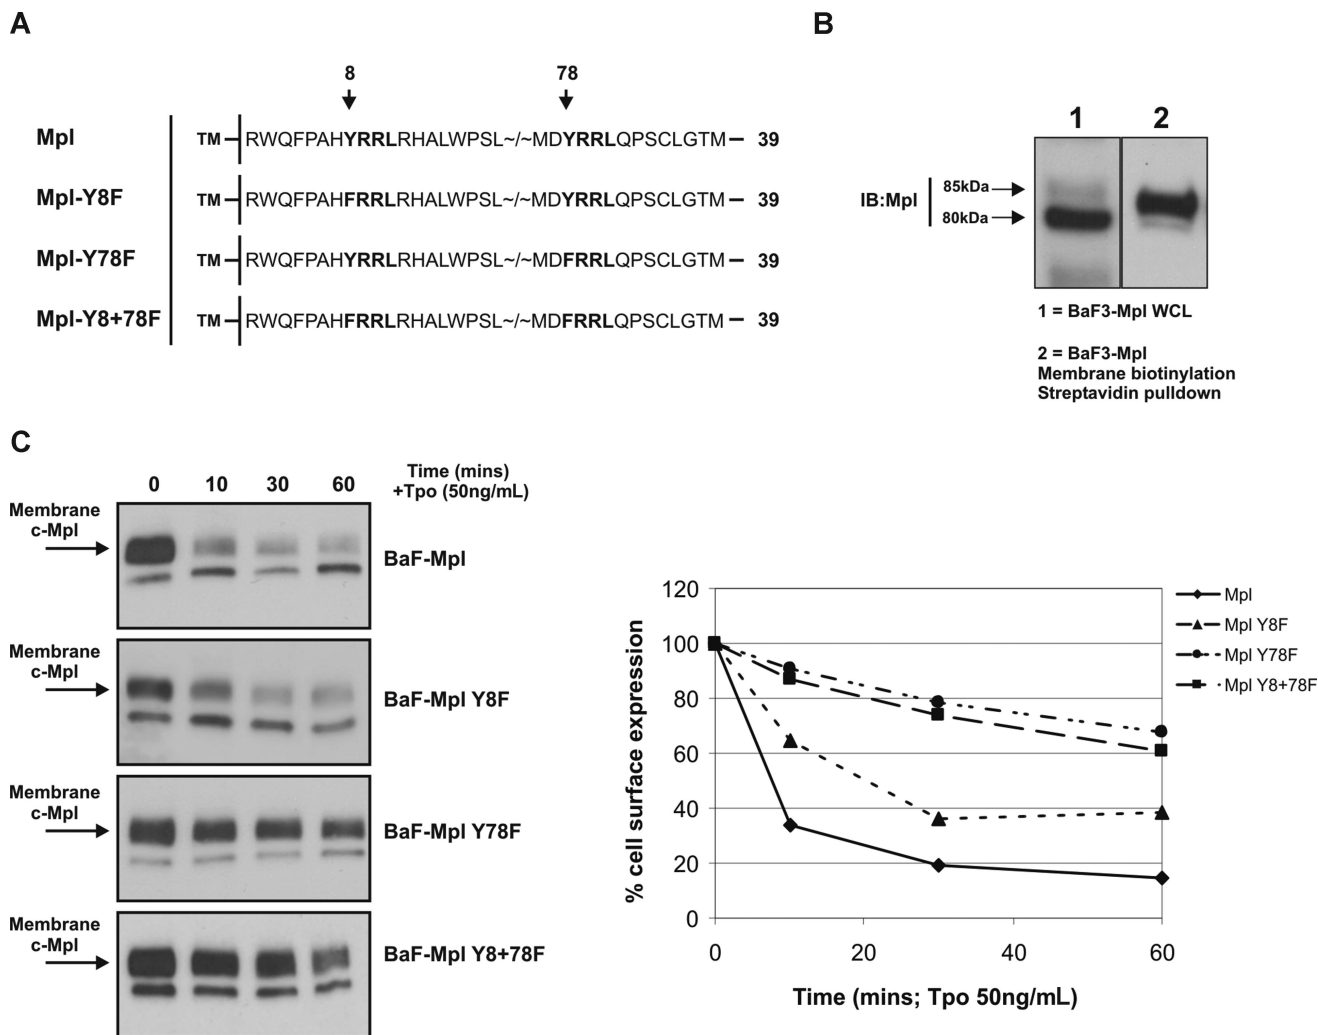 A
8 78
Mpl TM RWQFPAHYRRLRHALWPSL~/~MDYRRLQPSCLGTM 39
Mpl-Y8F TM RWQFPAHFRRLRHALWPSL~/~MDYRRLQPSCLGTM 39
Mpl-Y78F TM RWQFPAHYRRLRHALWPSL~/~MDFRRLQPSCLGTM 39
Mpl-Y8+78F TM RWQFPAHFRRLRHALWPSL~/~MDFRRLQPSCLGTM 39
B
1 2
IB:Mpl
85kDa
80kDa
1 = BaF3-Mpl WCL
2 = BaF3-Mpl
Membrane biotinylation
Streptavidin pulldown
C
0 10 30 60
Time (mins)
+Tpo (50ng/mL)
Membrane
c-Mpl
BaF-Mpl
Membrane
c-Mpl
BaF-Mpl Y8F
Membrane
c-Mpl
BaF-Mpl Y78F
Membrane
c-Mpl
BaF-Mpl Y8+78F
% cell surface expression
120
100
80
60
40
20
0
0 20 40 60
Time (mins; Tpo 50ng/mL)
Mpl
Mpl Y8F
Mpl Y78F
Mpl Y8+78F